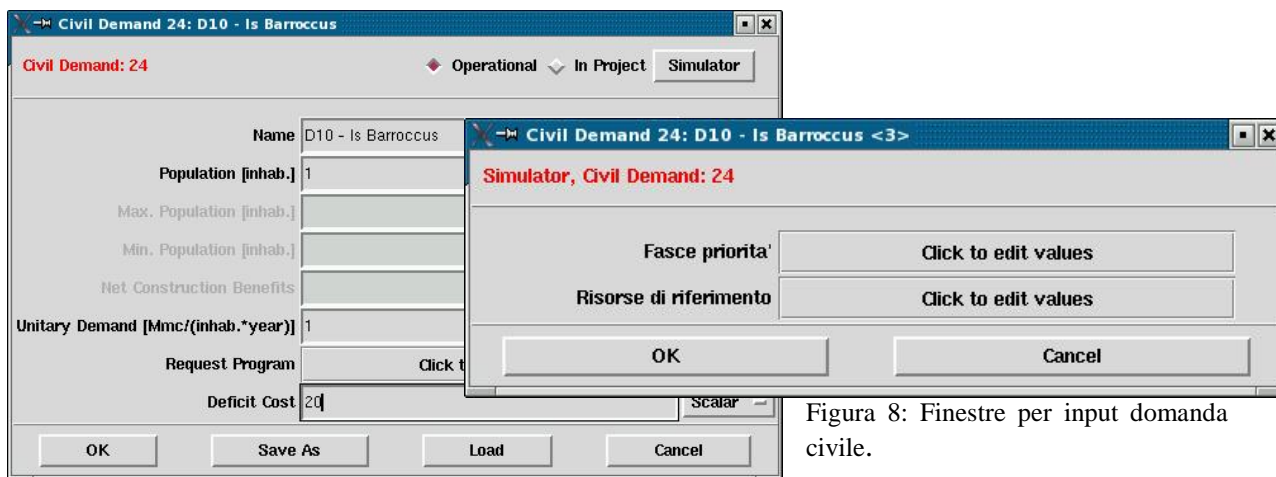 Civil Demand 24: D10 - Is Barroccus
Civil Demand: 24
Operational In Project Simulator
Name D10 - Is Barroccus
Population [inhab.] 1
Max. Population [inhab.]
Min. Population [inhab.]
Net Construction Benefits
Unitary Demand [Mmc/(inhab.*year)] 1
Request Program Click t
Deficit Cost 20 Scalar
OK Save As Load Cancel
Civil Demand 24: D10 - Is Barroccus <3>
Simulator, Civil Demand: 24
Fasce priorita' Click to edit values
Risorse di riferimento Click to edit values
OK Cancel
Figura 8: Finestre per input domanda
civile.